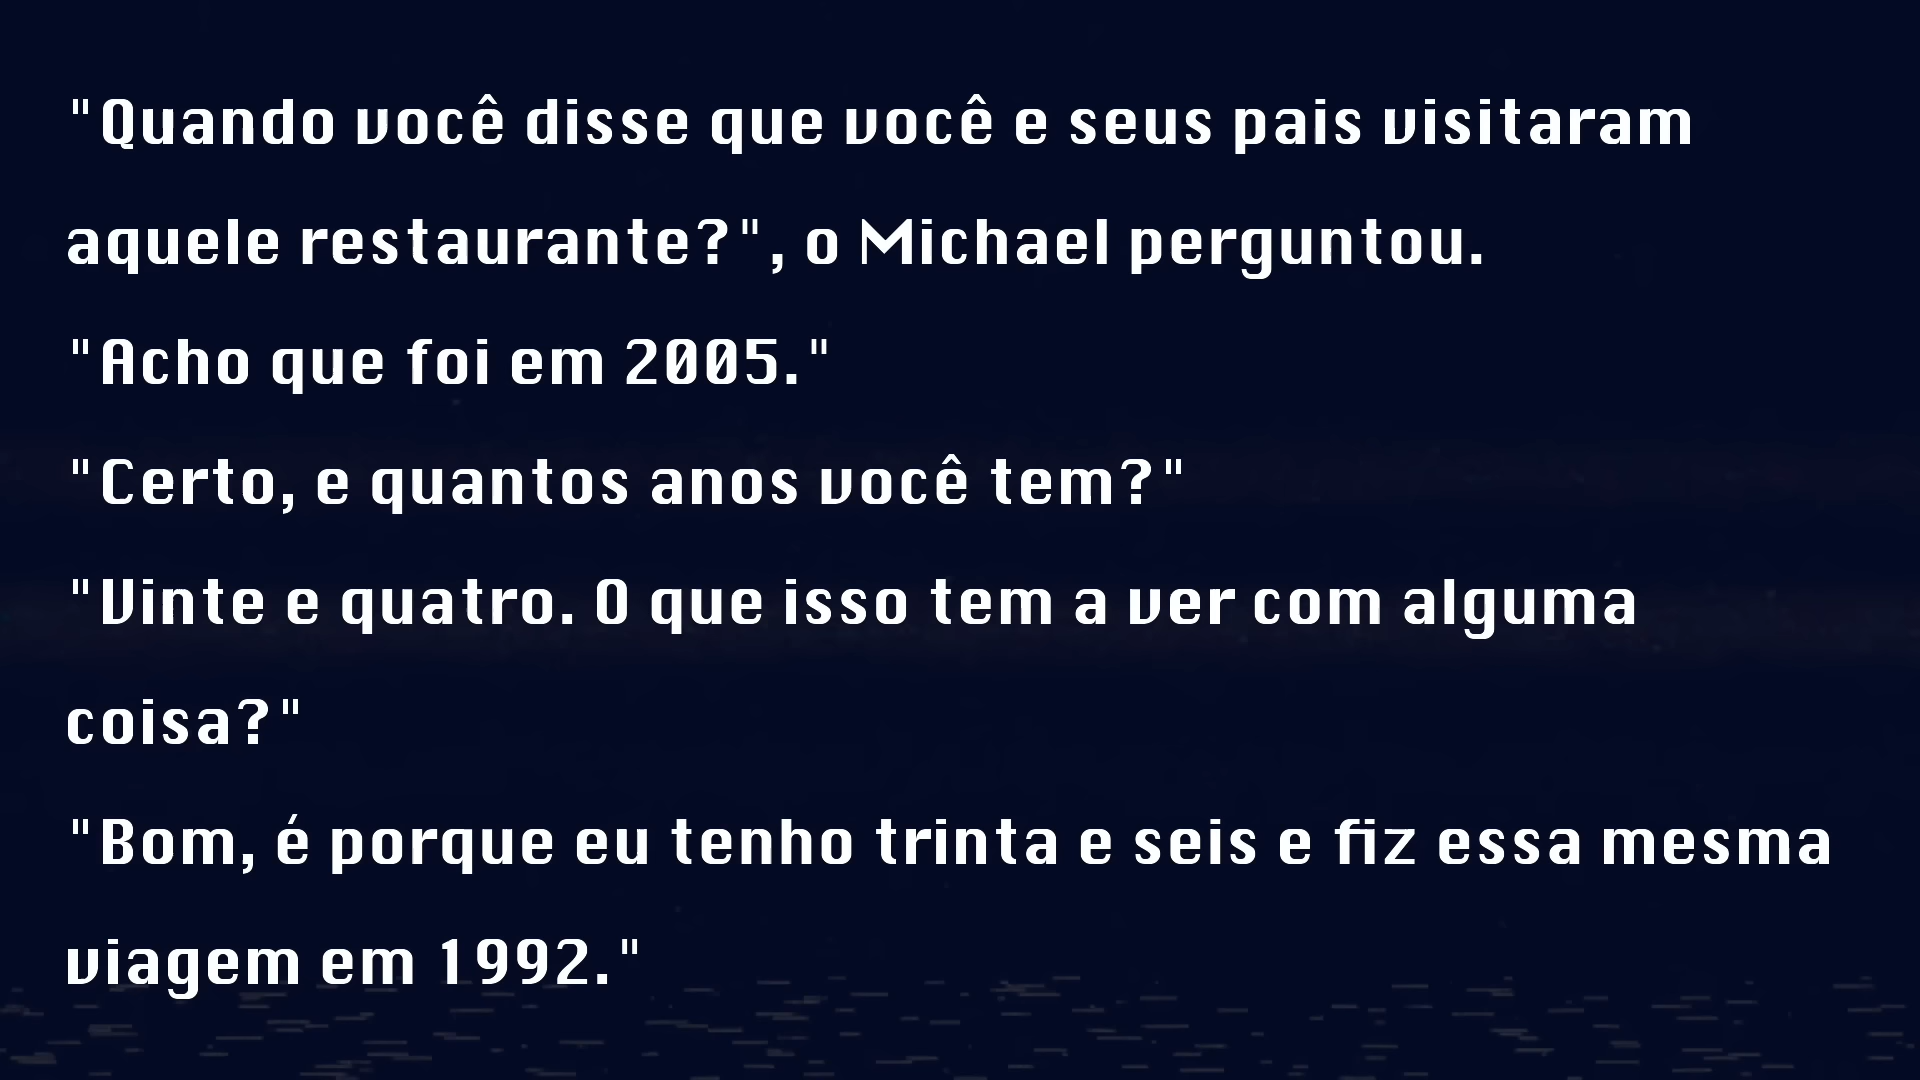 "Quando você disse que você e seus pais visitaram
aquele restaurante?", o Michael perguntou.
"Acho que foi em 2005."
"Certo, e quantos anos você tem?"
"Vinte e quatro. O que isso tem a ver com alguma
coisa?"
"Bom, é porque eu tenho trinta e seis e fiz essa mesma
viagem em 1992."